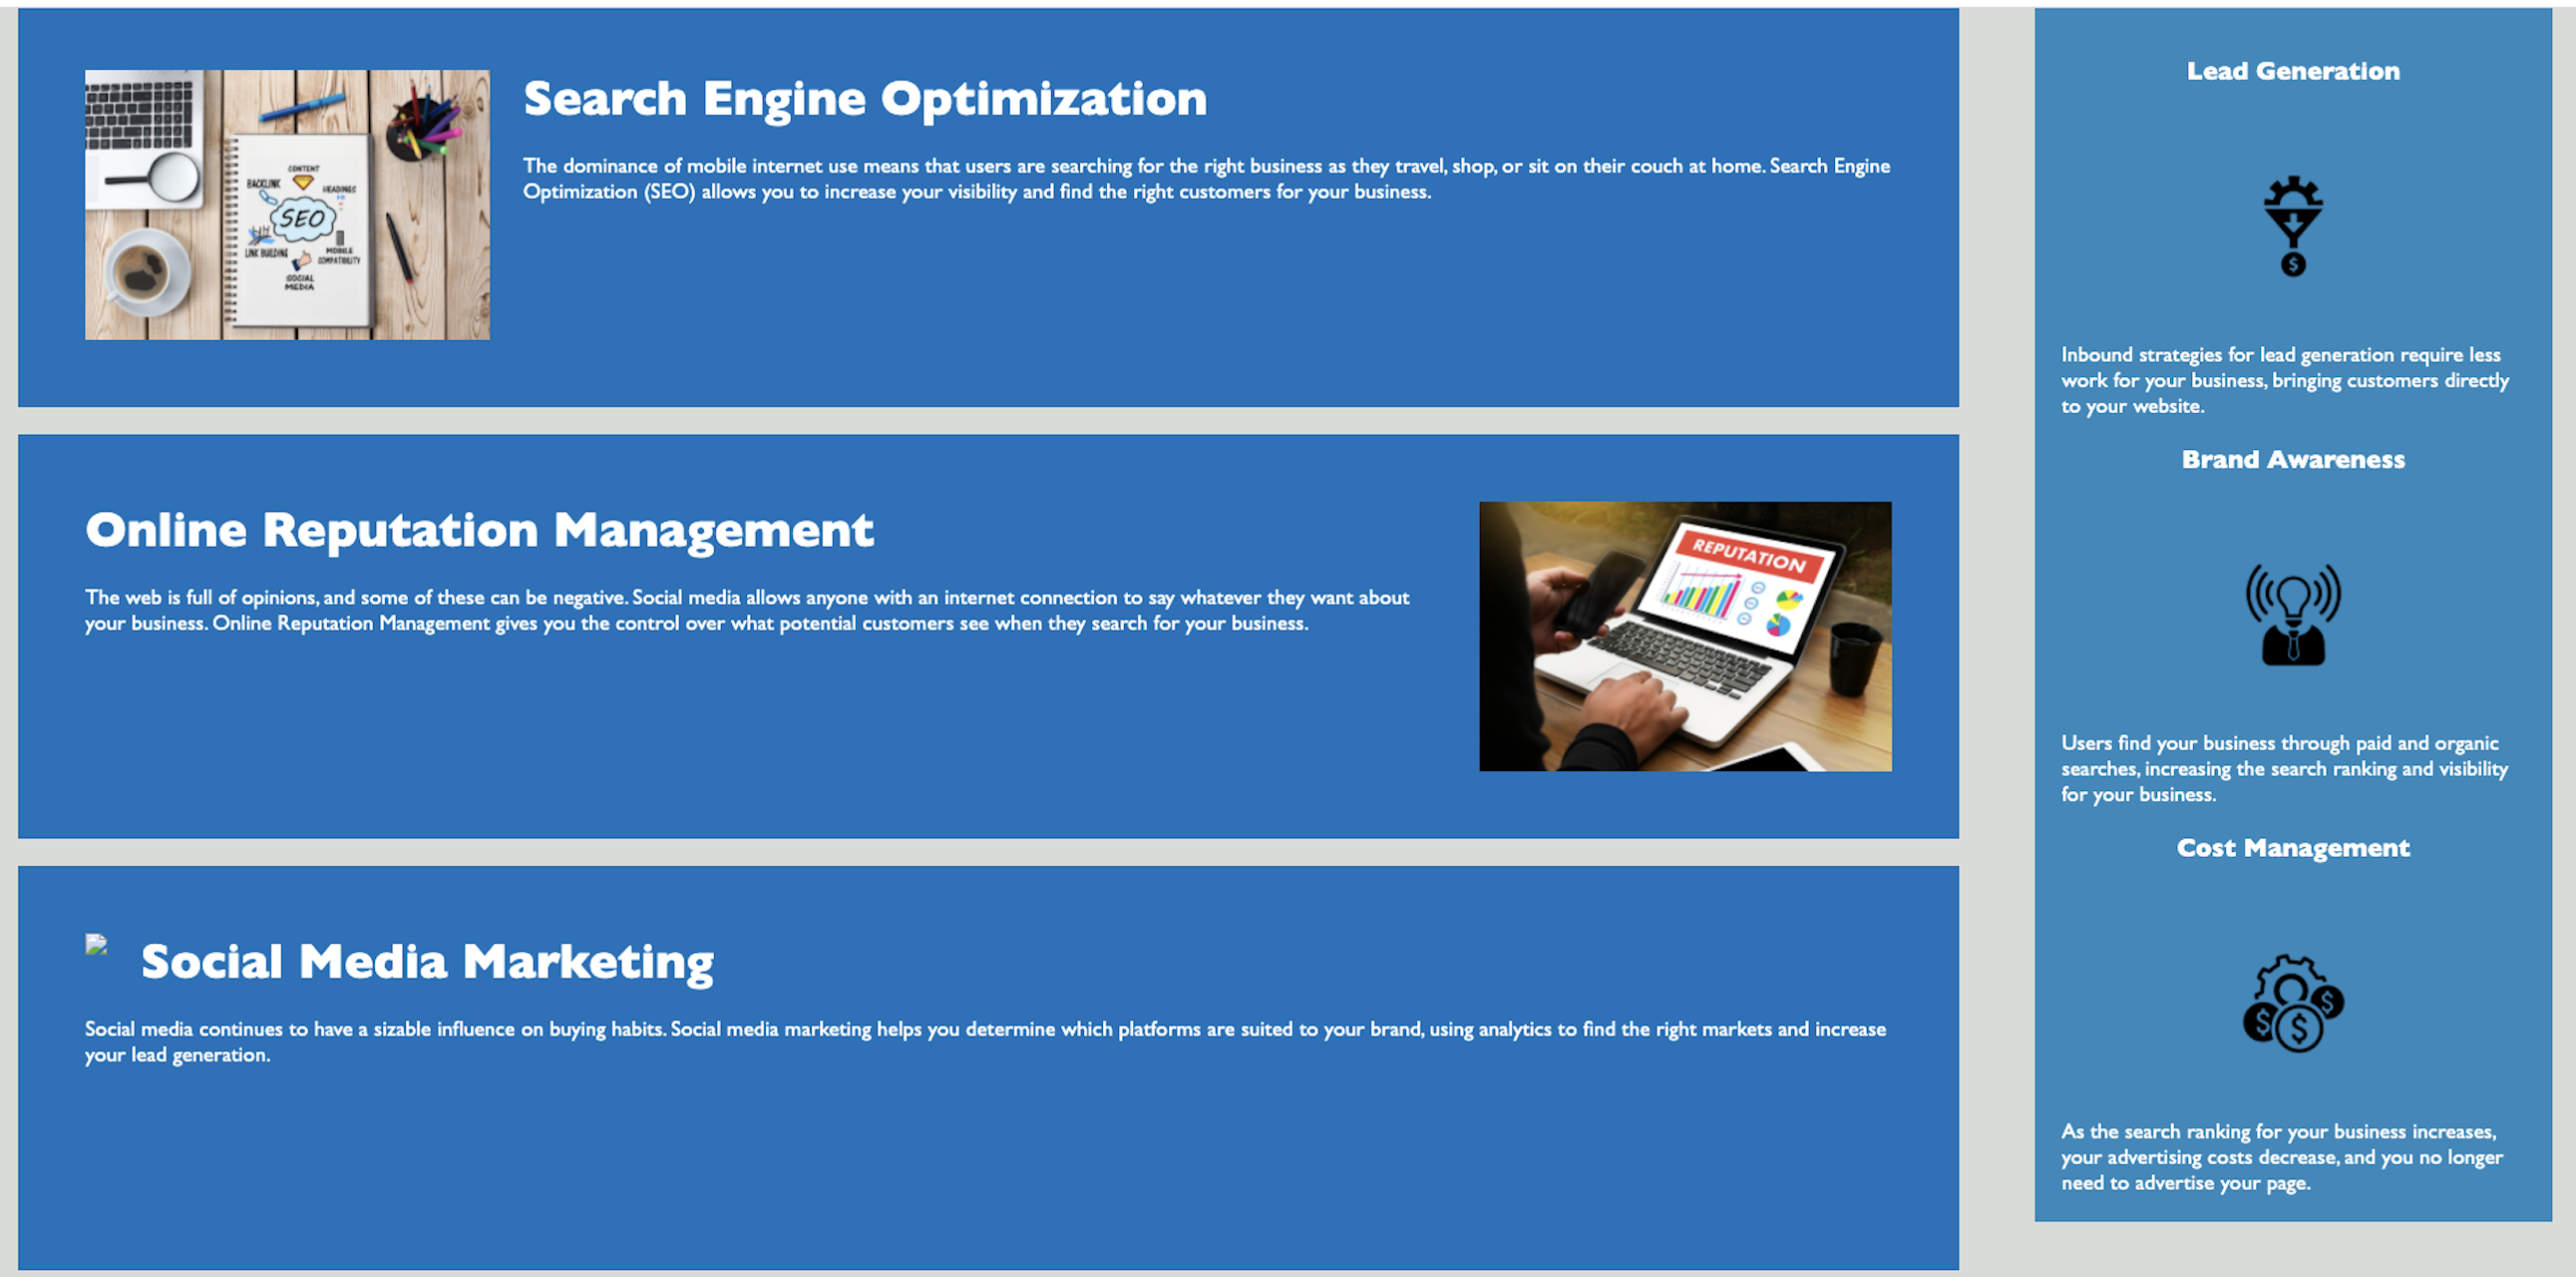 CONTENT
BACKLINK
HEADINGS
SEO
LINK BUILDING
MOBILE
COMPATIBILITY
SOCIAL
MEDIA
Search Engine Optimization
The dominance of mobile internet use means that users are searching for the right business as they travel, shop, or sit on their couch at home. Search Engine
Optimization (SEO) allows you to increase your visibility and find the right customers for your business.
Online Reputation Management
The web is full of opinions, and some of these can be negative. Social media allows anyone with an internet connection to say whatever they want about
your business. Online Reputation Management gives you the control over what potential customers see when they search for your business.
REPUTATION
Social Media Marketing
Social media continues to have a sizable influence on buying habits. Social media marketing helps you determine which platforms are suited to your brand, using analytics to find the right markets and increase
your lead generation.
Lead Generation
$
Inbound strategies for lead generation require less
work for your business, bringing customers directly
to your website.
Brand Awareness
Users find your business through paid and organic
searches, increasing the search ranking and visibility
for your business.
Cost Management
$
$ $
As the search ranking for your business increases,
your advertising costs decrease, and you no longer
need to advertise your page.